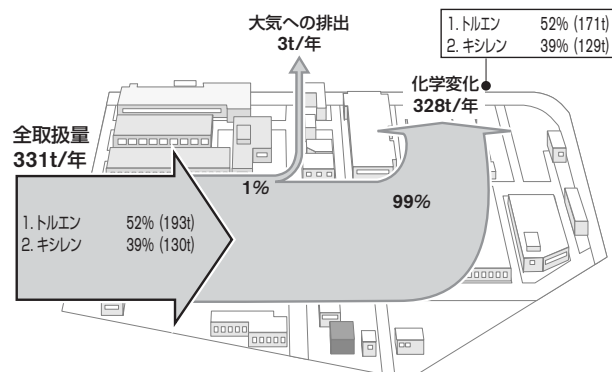 大気への排出
3t/年
1. トルエン 52% (171t)
2. キシレン 39% (129t)
化学変化
328t/年
全取扱量
331t/年
1%
99%
1. トルエン 52% (193t)
2. キシレン 39% (130t)